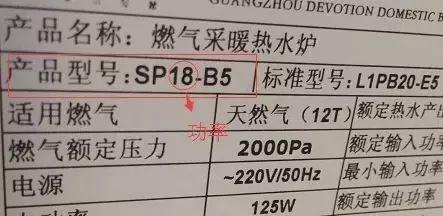 GUANGZHOU DEVOTION DOMESTIC B
产品名称：燃气采暖热水炉
产品型号：SP18-B5 标准型号：L1PB20-E5
适用燃气 天然气（12T） 额定热水产
功率
燃气额定压力 2000Pa 额定输入功
电源 ~220V/50Hz 最小输入功
125W 额定输出功率